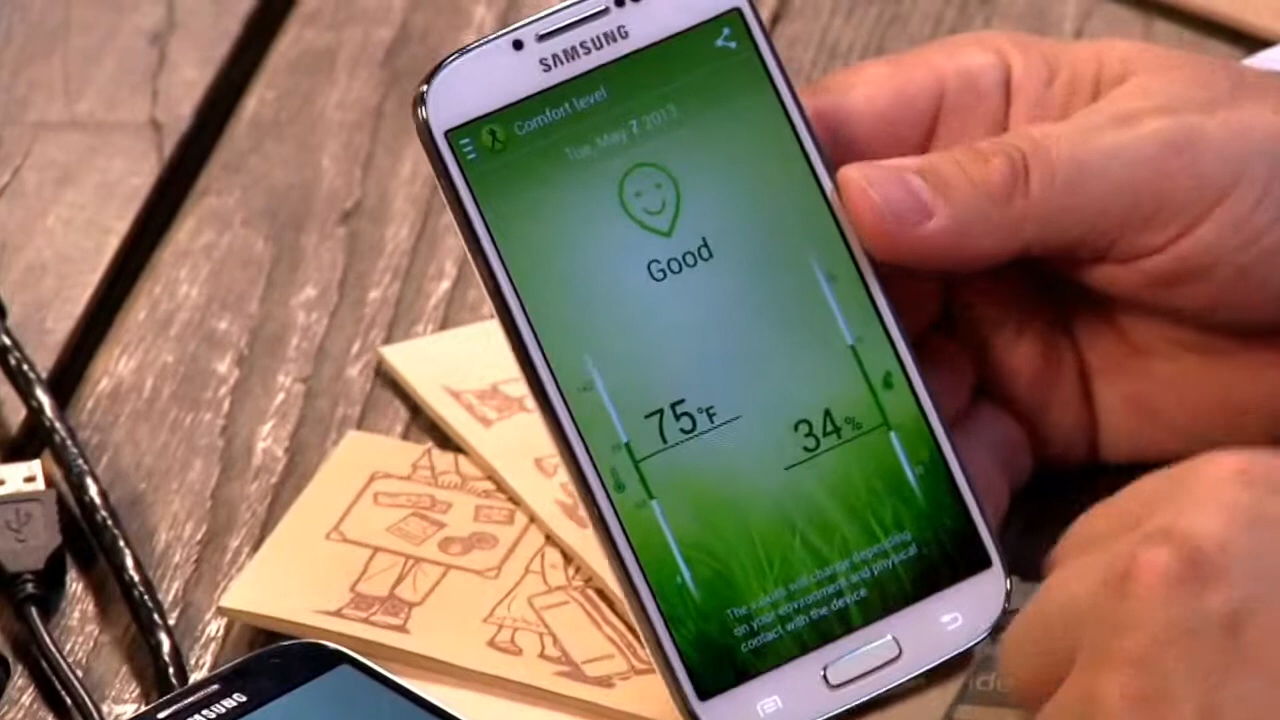 SAMSUNG
Comfort level
Tue, May 7 2013
Good
75°F
34%
The values will change depending
on your environment and physical
contact with the device
SAMSUNG